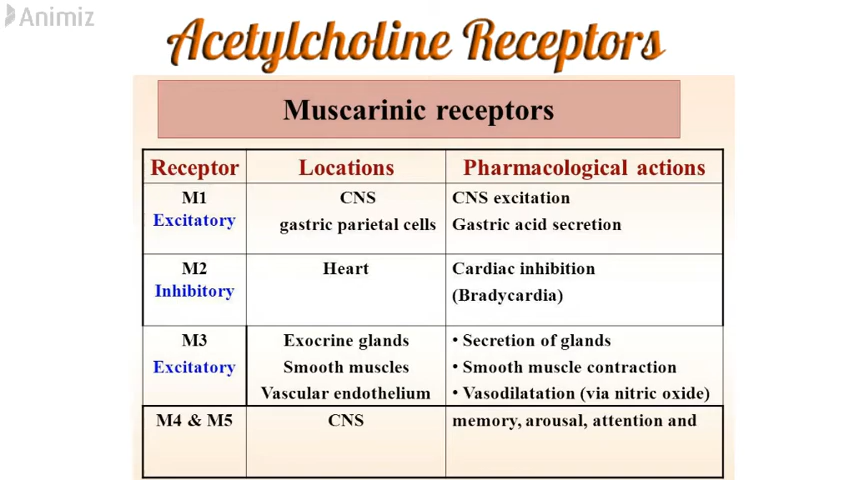 Animiz
Acetylcholine Receptors
Muscarinic receptors
Receptor Locations Pharmacological actions
M1 CNS CNS excitation
Excitatory gastric parietal cells Gastric acid secretion
M2 Heart Cardiac inhibition
Inhibitory (Bradycardia)
M3 Exocrine glands • Secretion of glands
Excitatory Smooth muscles • Smooth muscle contraction
Vascular endothelium • Vasodilatation (via nitric oxide)
M4 & M5 CNS memory, arousal, attention and